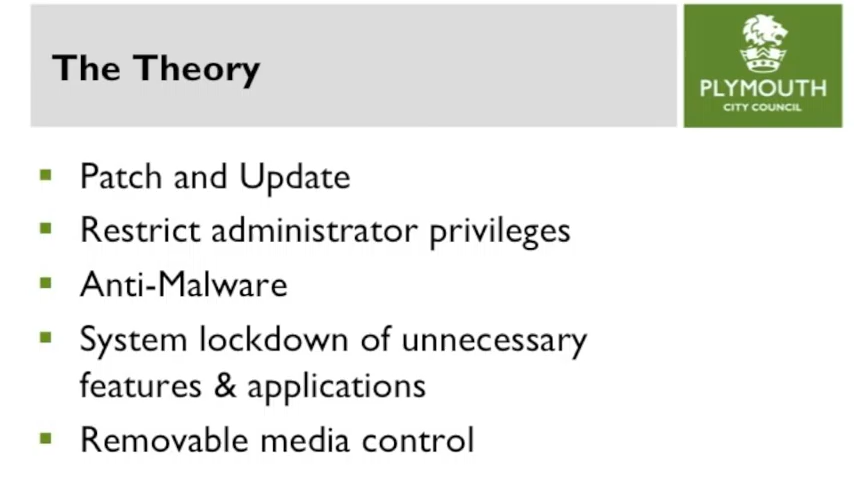 The Theory
PLYMOUTH
CITY COUNCIL
Patch and Update
Restrict administrator privileges
Anti-Malware
System lockdown of unnecessary
features & applications
Removable media control